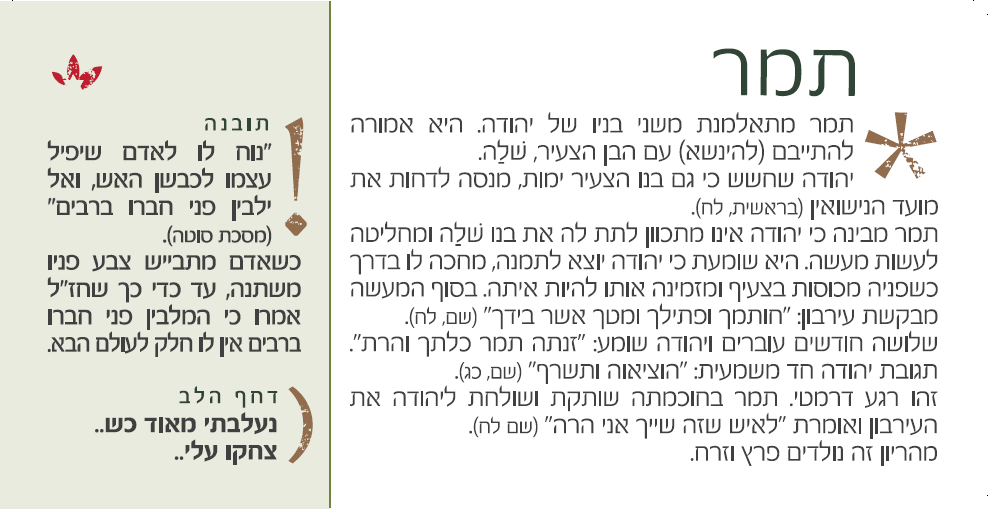 תמר
תמר מתאלמנת משני בניו של יהודה. היא אמורה
להתייבם (להינשא) עם הבן הצעיר, שֵׁלָה.
יהודה שחשש כי גם בנו הצעיר ימות, מנסה לדחות את
מועד הנישואין (בראשית, לח).
תמר מבינה כי יהודה אינו מתכוון לתת לה את בנו שֵׁלָה ומחליטה
לעשות מעשה. היא שומעת כי יהודה יוצא לתמנה, מחכה לו בדרך
כשפניה מכוסות בצעיף ומזמינה אותו להיות איתה. בסוף המעשה
מבקשת עירבון: "חותמך ופתילך ומטך אשר בידך" (שם, לח).
שלושה חודשים עוברים ויהודה שומע: "זנתה תמר כלתך והרת".
תגובת יהודה חד משמעית: "הוציאוה ותשרף" (שם, כג).
זהו רגע דרמטי. תמר בחוכמתה שותקת ושולחת ליהודה את
העירבון ואומרת "לאיש שזה שייך אני הרה" (שם לח).
מהריון זה נולדים פרץ וזרח.
תובנה
"נוח לו לאדם שיפיל
עצמו לכבשן האש, ואל
ילבין פני חברו ברבים"
(מסכת סוטה).
כשאדם מתבייש צבע פניו
משתנה, עד כדי כך שחז"ל
אמרו כי המלבין פני חברו
ברבים אין לו חלק לעולם הבא.
דחף הלב
נעלבתי מאוד כש..
צחקו עלי..